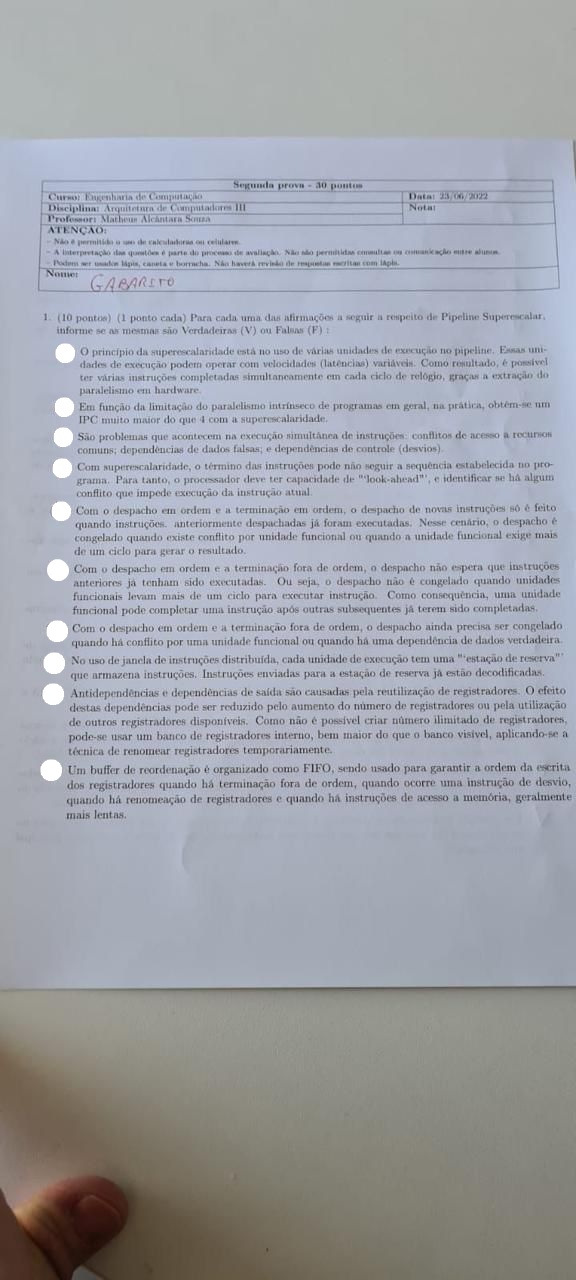 Segunda prova - 30 pontos
Curso: Engenharia de Computação Data: 23/06/2022
Disciplina: Arquitetura de Computadores III Nota:
Professor: Matheus Alcântara Souza
ATENÇÃO:
- Não é permitido o uso de calculadoras ou celulares.
- A interpretação das questões é parte do processo de avaliação. Não são permitidas consultas ou comunicação entre alunos.
- Podem ser usados lápis, caneta e borracha. Não haverá revisão de respostas escritas com lápis.
Nome: GABARITO
1. (10 pontos) (1 ponto cada) Para cada uma das afirmações a seguir a respeito de Pipeline Superescalar,
informe se as mesmas são Verdadeiras (V) ou Falsas (F) :
O princípio da superescalaridade está no uso de várias unidades de execução no pipeline. Essas uni-
dades de execução podem operar com velocidades (latências) variáveis. Como resultado, é possível
ter várias instruções completadas simultaneamente em cada ciclo de relógio, graças a extração do
paralelismo em hardware.
Em função da limitação do paralelismo intrínseco de programas em geral, na prática, obtém-se um
IPC muito maior do que 4 com a superescalaridade.
São problemas que acontecem na execução simultânea de instruções: conflitos de acesso a recursos
comuns; dependências de dados falsas; e dependências de controle (desvios).
Com superescalaridade, o término das instruções pode não seguir a sequência estabelecida no pro-
grama. Para tanto, o processador deve ter capacidade de "'look-ahead"', e identificar se há algum
conflito que impede execução da instrução atual.
Com o despacho em ordem e a terminação em ordem, o despacho de novas instruções só é feito
quando instruções. anteriormente despachadas já foram executadas. Nesse cenário, o despacho é
congelado quando existe conflito por unidade funcional ou quando a unidade funcional exige mais
de um ciclo para gerar o resultado.
Com o despacho em ordem e a terminação fora de ordem, o despacho não espera que instruções
anteriores já tenham sido executadas. Ou seja, o despacho não é congelado quando unidades
funcionais levam mais de um ciclo para executar instrução. Como consequência, uma unidade
funcional pode completar uma instrução após outras subsequentes já terem sido completadas.
Com o despacho em ordem e a terminação fora de ordem, o despacho ainda precisa ser congelado
quando há conflito por uma unidade funcional ou quando há uma dependência de dados verdadeira.
No uso de janela de instruções distribuída, cada unidade de execução tem uma "'estação de reserva"'
que armazena instruções. Instruções enviadas para a estação de reserva já estão decodificadas.
Antidependências e dependências de saída são causadas pela reutilização de registradores. O efeito
destas dependências pode ser reduzido pelo aumento do número de registradores ou pela utilização
de outros registradores disponíveis. Como não é possível criar número ilimitado de registradores,
pode-se usar um banco de registradores interno, bem maior do que o banco visível, aplicando-se a
técnica de renomear registradores temporariamente.
Um buffer de reordenação é organizado como FIFO, sendo usado para garantir a ordem da escrita
dos registradores quando há terminação fora de ordem, quando ocorre uma instrução de desvio,
quando há renomeação de registradores e quando há instruções de acesso a memória, geralmente
mais lentas.